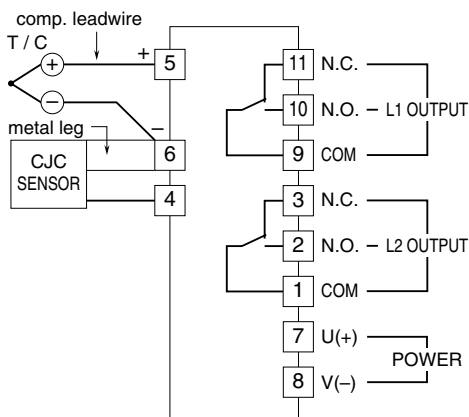 comp. leadwire
T / C
+
+
5
−
−
metal leg
6
CJC
SENSOR
4
11 N.C.
10 N.O. L1 OUTPUT
9 COM
3 N.C.
2 N.O. L2 OUTPUT
1 COM
7 U(+)
POWER
8 V(–)